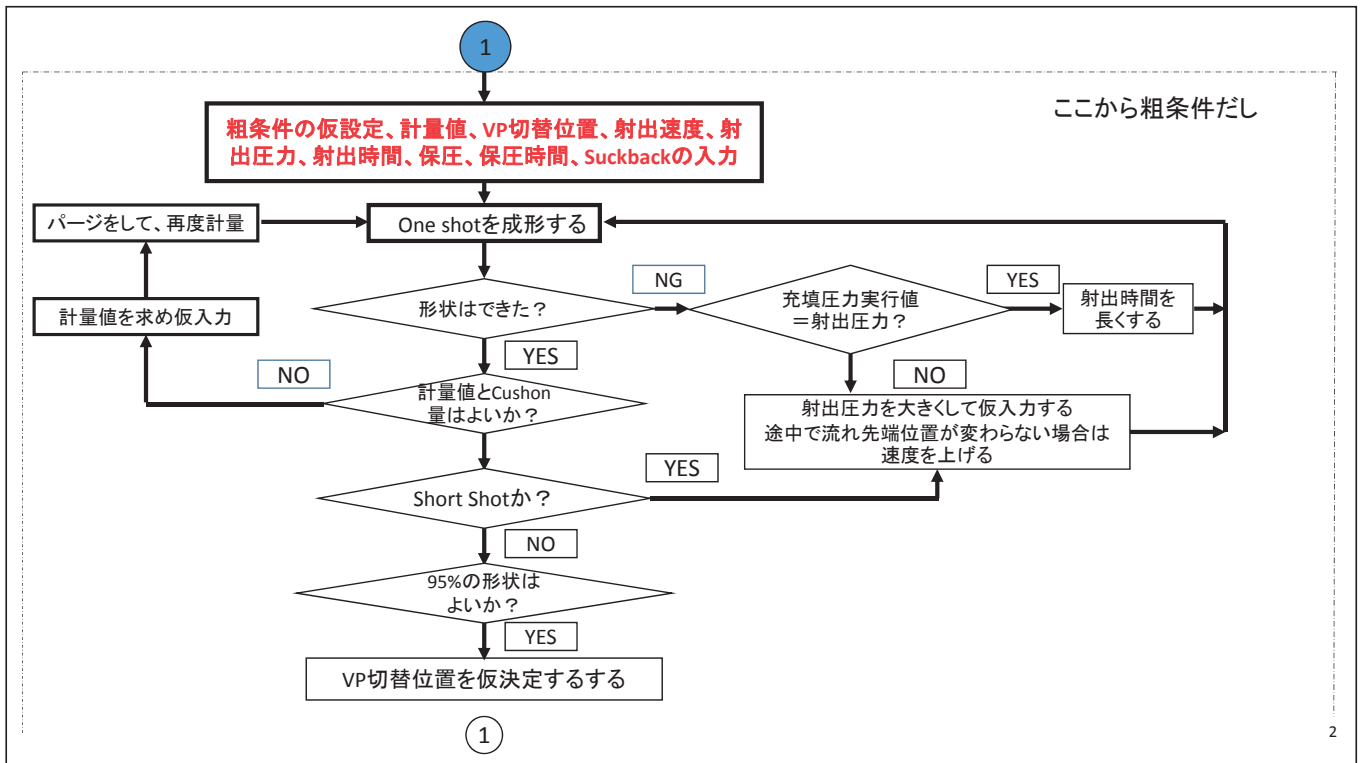 1
ここから粗条件だし
粗条件の仮設定、計量値、VP切替位置、射出速度、射
出圧力、射出時間、保圧、保圧時間、Suckbackの入力
パージをして、再度計量
One shotを成形する
NG
YES
形状はできた？
充填圧力実行値
＝射出圧力？
射出時間を
長くする
計量値を求め仮入力
YES
NO
NO
計量値とCushon
量はよいか？
射出圧力を大きくして仮入力する
途中で流れ先端位置が変わらない場合は
速度を上げる
YES
Short Shotか？
NO
95%の形状は
よいか？
YES
VP切替位置を仮決定するする
1
2